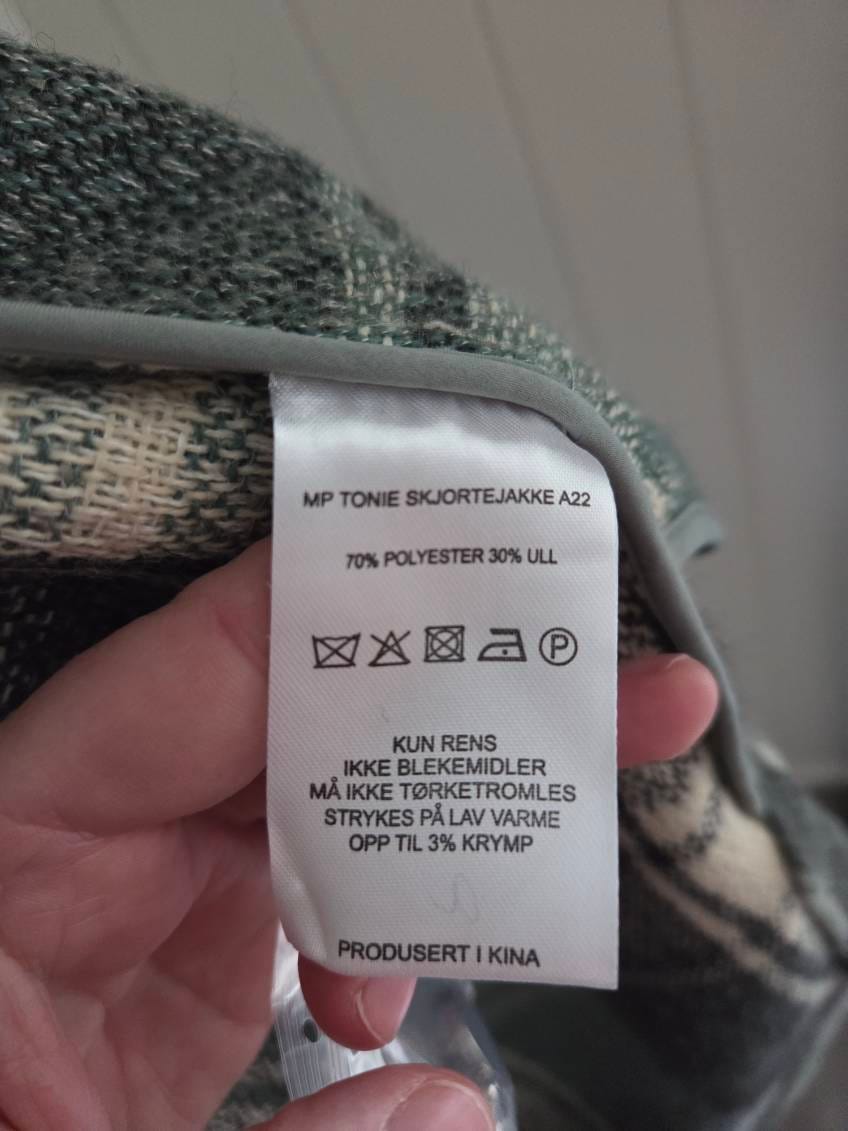 MP TONIE SKJORTEJAKKE A22
70% POLYESTER 30% ULL
P
KUN RENS
IKKE BLEKEMIDLER
MÅ IKKE TØRKETROMLES
STRYKES PÅ LAV VARME
OPP TIL 3% KRYMP
PRODUSERT I KINA